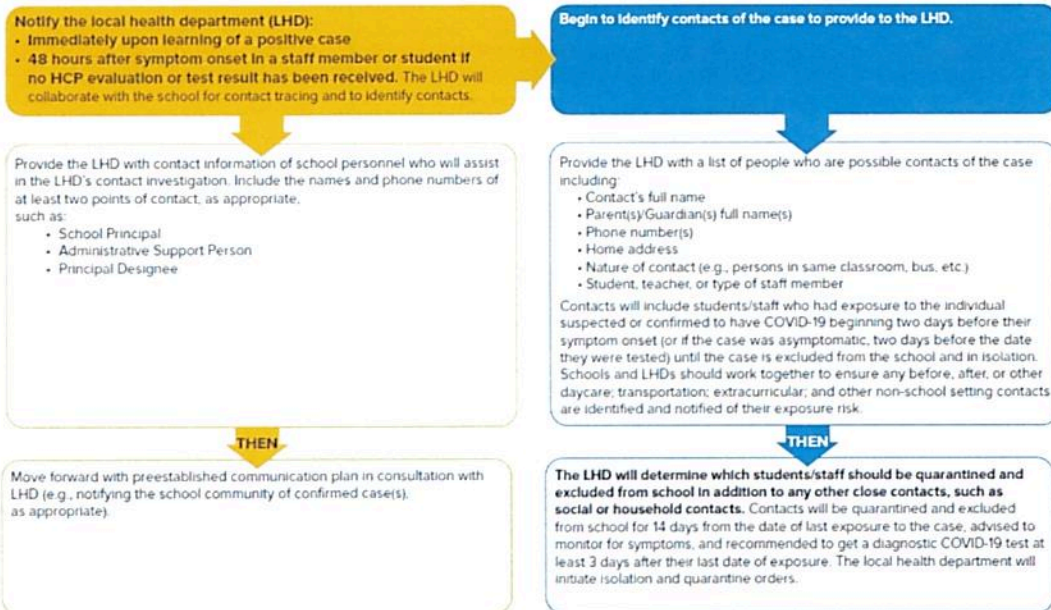 Notify the local health department (LHD):
• Immediately upon learning of a positive case
• 48 hours after symptom onset in a staff member or student if
no HCP evaluation or test result has been received. The LHD will
collaborate with the school for contact tracing and to identify contacts.
Provide the LHD with contact information of school personnel who will assist
in the LHD's contact investigation. Include the names and phone numbers of
at least two points of contact, as appropriate,
such as:
• School Principal
• Administrative Support Person
• Principal Designee
THEN
Move forward with preestablished communication plan in consultation with
LHD (e.g., notifying the school community of confirmed case(s),
as appropriate).
Begin to identify contacts of the case to provide to the LHD.
Provide the LHD with a list of people who are possible contacts of the case
including:
• Contact's full name
• Parent(s)/Guardian(s) full name(s)
• Phone number(s)
• Home address
• Nature of contact (e.g., persons in same classroom, bus, etc.)
• Student, teacher, or type of staff member
Contacts will include students/staff who had exposure to the individual
suspected or confirmed to have COVID-19 beginning two days before their
symptom onset (or if the case was asymptomatic, two days before the date
they were tested) until the case is excluded from the school and in isolation.
Schools and LHDs should work together to ensure any before, after, or other
daycare; transportation; extracurricular; and other non-school setting contacts
are identified and notified of their exposure risk.
THEN
The LHD will determine which students/staff should be quarantined and
excluded from school in addition to any other close contacts, such as
social or household contacts. Contacts will be quarantined and excluded
from school for 14 days from the date of last exposure to the case, advised to
monitor for symptoms, and recommended to get a diagnostic COVID-19 test at
least 3 days after their last date of exposure. The local health department will
initiate isolation and quarantine orders.